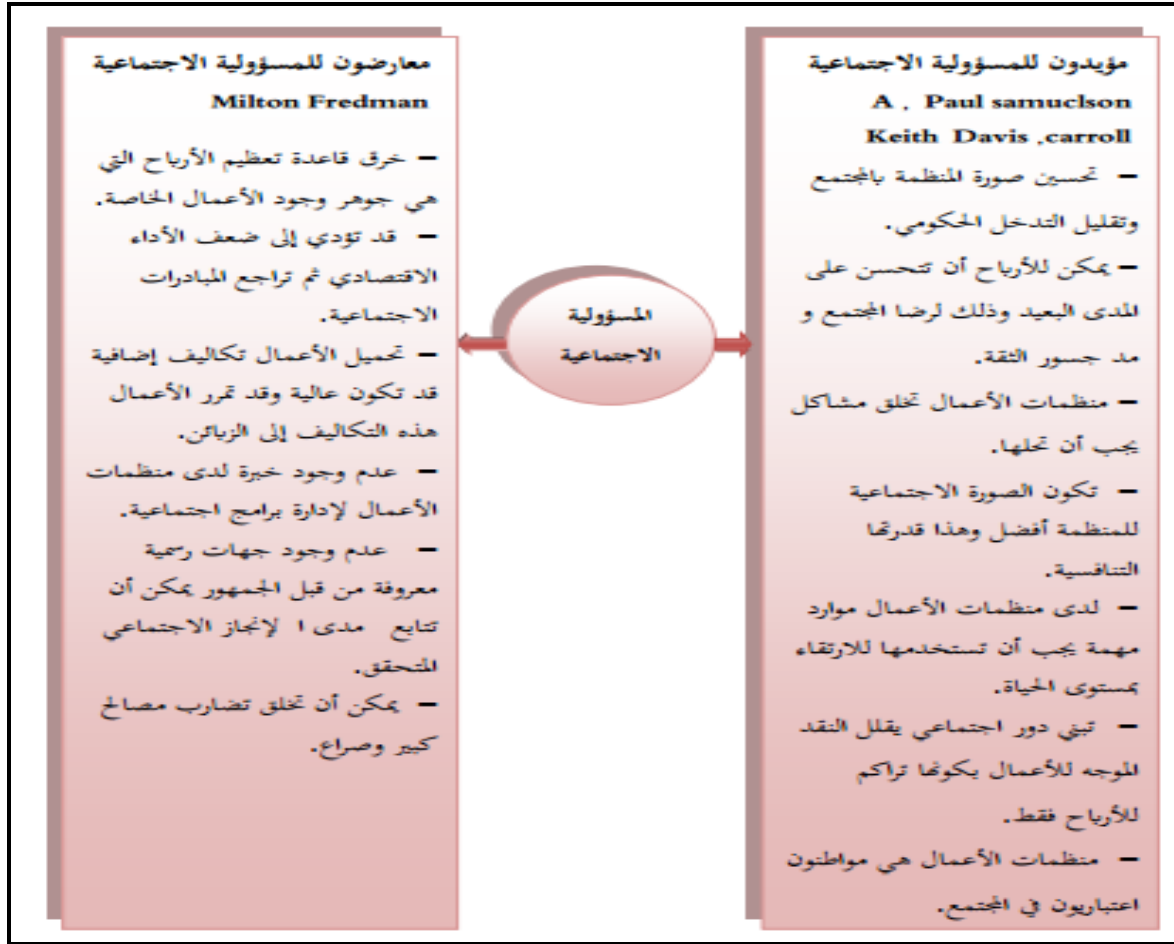 مؤيدون للمسؤولية الاجتماعية
A , Paul samuclson
Keith Davis ,carroll
– تحسين صورة المنظمة بالمجتمع
وتقليل التدخل الحكومي.
– يمكن للأرباح أن تتحسن على
المدى البعيد وذلك لرضا المجتمع و
مد جسور الثقة.
– منظمات الأعمال تخلق مشاكل
يجب أن تحلها.
– تكون الصورة الاجتماعية
للمنظمة أفضل وهذا قدرتها
التنافسية.
– لدى منظمات الأعمال موارد
مهمة يجب أن تستخدمها للارتقاء
بمستوى الحياة.
– تبني دور اجتماعي يقلل النقد
الموجه للأعمال بكونها تراكم
للأرباح فقط.
– منظمات الأعمال هي مواطنون
اعتباريون في المجتمع.
المسؤولية
الاجتماعية
معارضون للمسؤولية الاجتماعية
Milton Fredman
– خرق قاعدة تعظيم الأرباح التي
هي جوهر وجود الأعمال الخاصة.
– قد تؤدي إلى ضعف الأداء
الاقتصادي ثم تراجع المبادرات
الاجتماعية.
– تحميل الأعمال تكاليف إضافية
قد تكون عالية وقد تمرر الأعمال
هذه التكاليف إلى الزبائن.
– عدم وجود خبرة لدى منظمات
الأعمال لإدارة برامج اجتماعية.
– عدم وجود جهات رسمية
معروفة من قبل الجمهور يمكن أن
تتابع مدى ا لإنجاز الاجتماعي
المتحقق.
– يمكن أن تخلق تضارب مصالح
كبير وصراع.